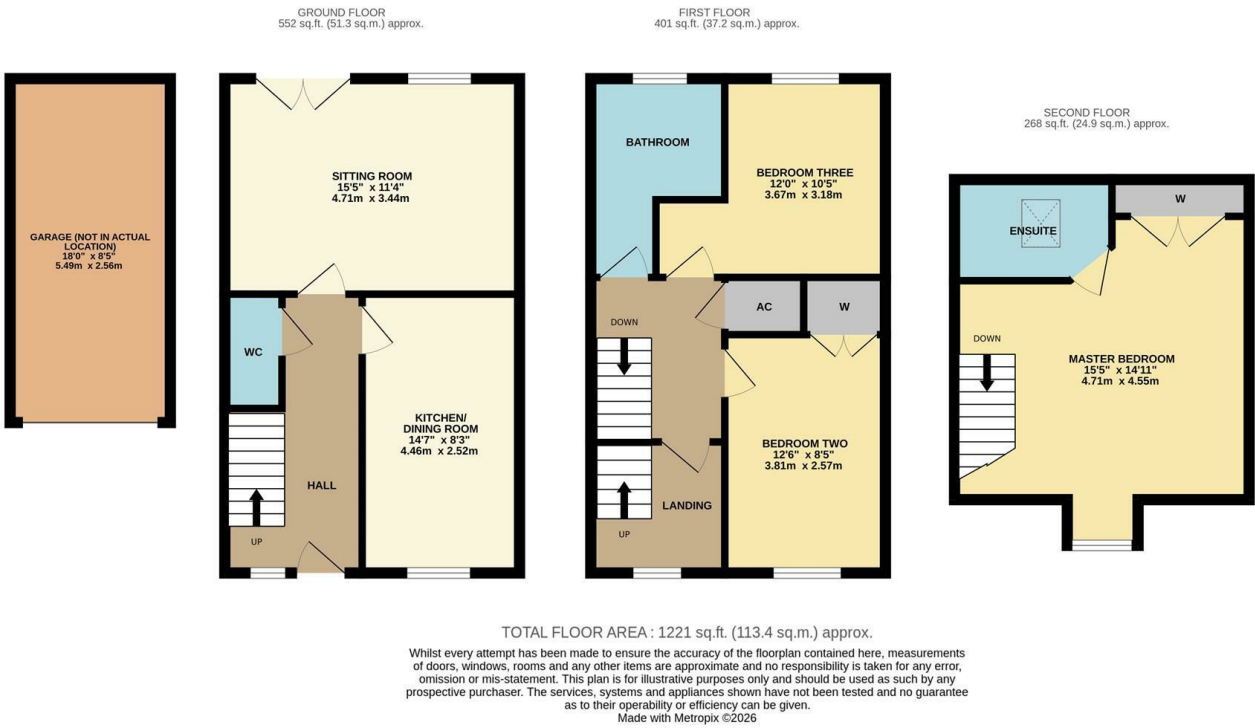 GROUND FLOOR
552 sq.ft. (51.3 sq.m.) approx.
FIRST FLOOR
401 sq.ft. (37.2 sq.m.) approx.
SECOND FLOOR
268 sq.ft. (24.9 sq.m.) approx.
GARAGE (NOT IN ACTUAL
LOCATION)
18'0" x 8'5"
5.49m x 2.56m
SITTING ROOM
15'5" x 11'4"
4.71m x 3.44m
WC
KITCHEN/
DINING ROOM
14'7" x 8'3"
4.46m x 2.52m
HALL
UP
BATHROOM
BEDROOM THREE
12'0" x 10'5"
3.67m x 3.18m
DOWN
AC
W
BEDROOM TWO
12'6" x 8'5"
3.81m x 2.57m
LANDING
UP
ENSUITE
W
DOWN
MASTER BEDROOM
15'5" x 14'11"
4.71m x 4.55m
TOTAL FLOOR AREA : 1221 sq.ft. (113.4 sq.m.) approx.
Whilst every attempt has been made to ensure the accuracy of the floorplan contained here, measurements
of doors, windows, rooms and any other items are approximate and no responsibility is taken for any error,
omission or mis-statement. This plan is for illustrative purposes only and should be used as such by any
prospective purchaser. The services, systems and appliances shown have not been tested and no guarantee
as to their operability or efficiency can be given.
Made with Metropix ©2026